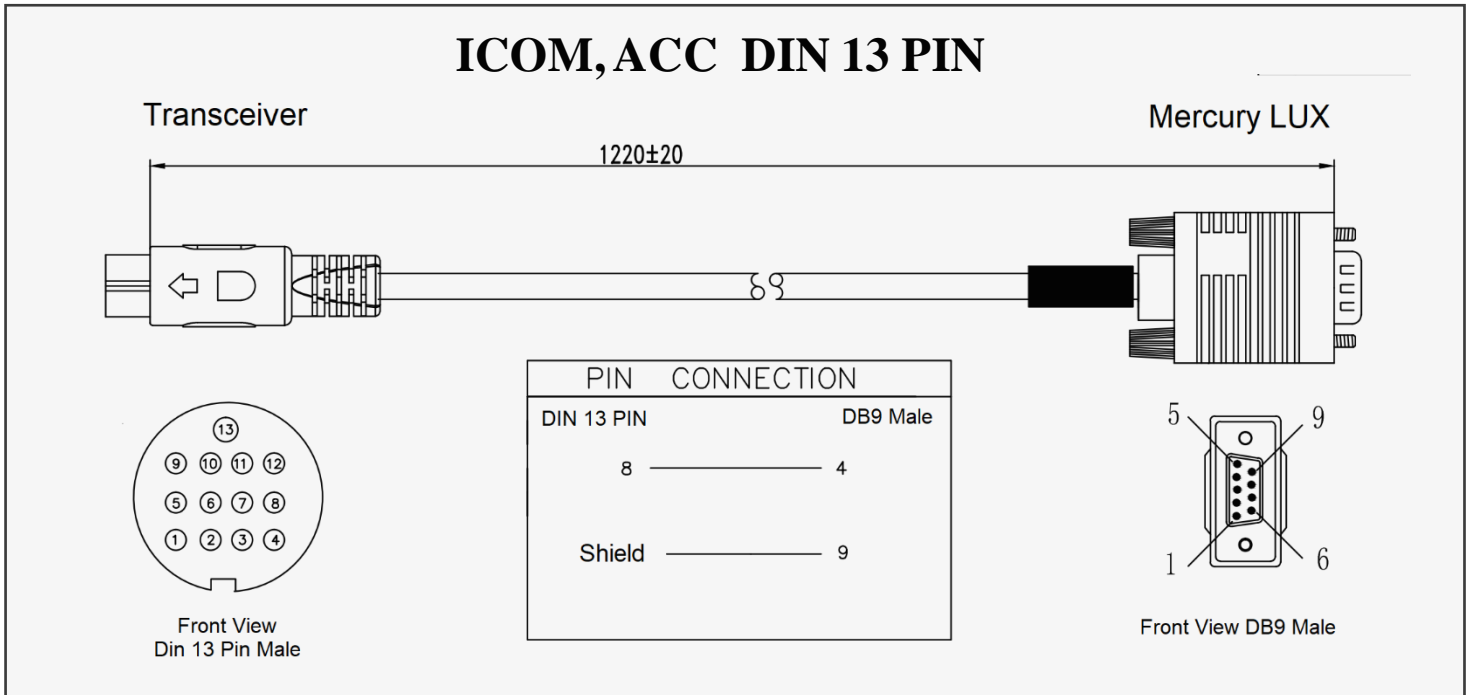 ICOM, ACC DIN 13 PIN
Transceiver
Mercury LUX
1220±20
PIN CONNECTION
DIN 13 PIN DB9 Male
8 4
Shield 9
13
9 10 11 12
5 6 7 8
1 2 3 4
Front View
Din 13 Pin Male
5 9
1 6
Front View DB9 Male